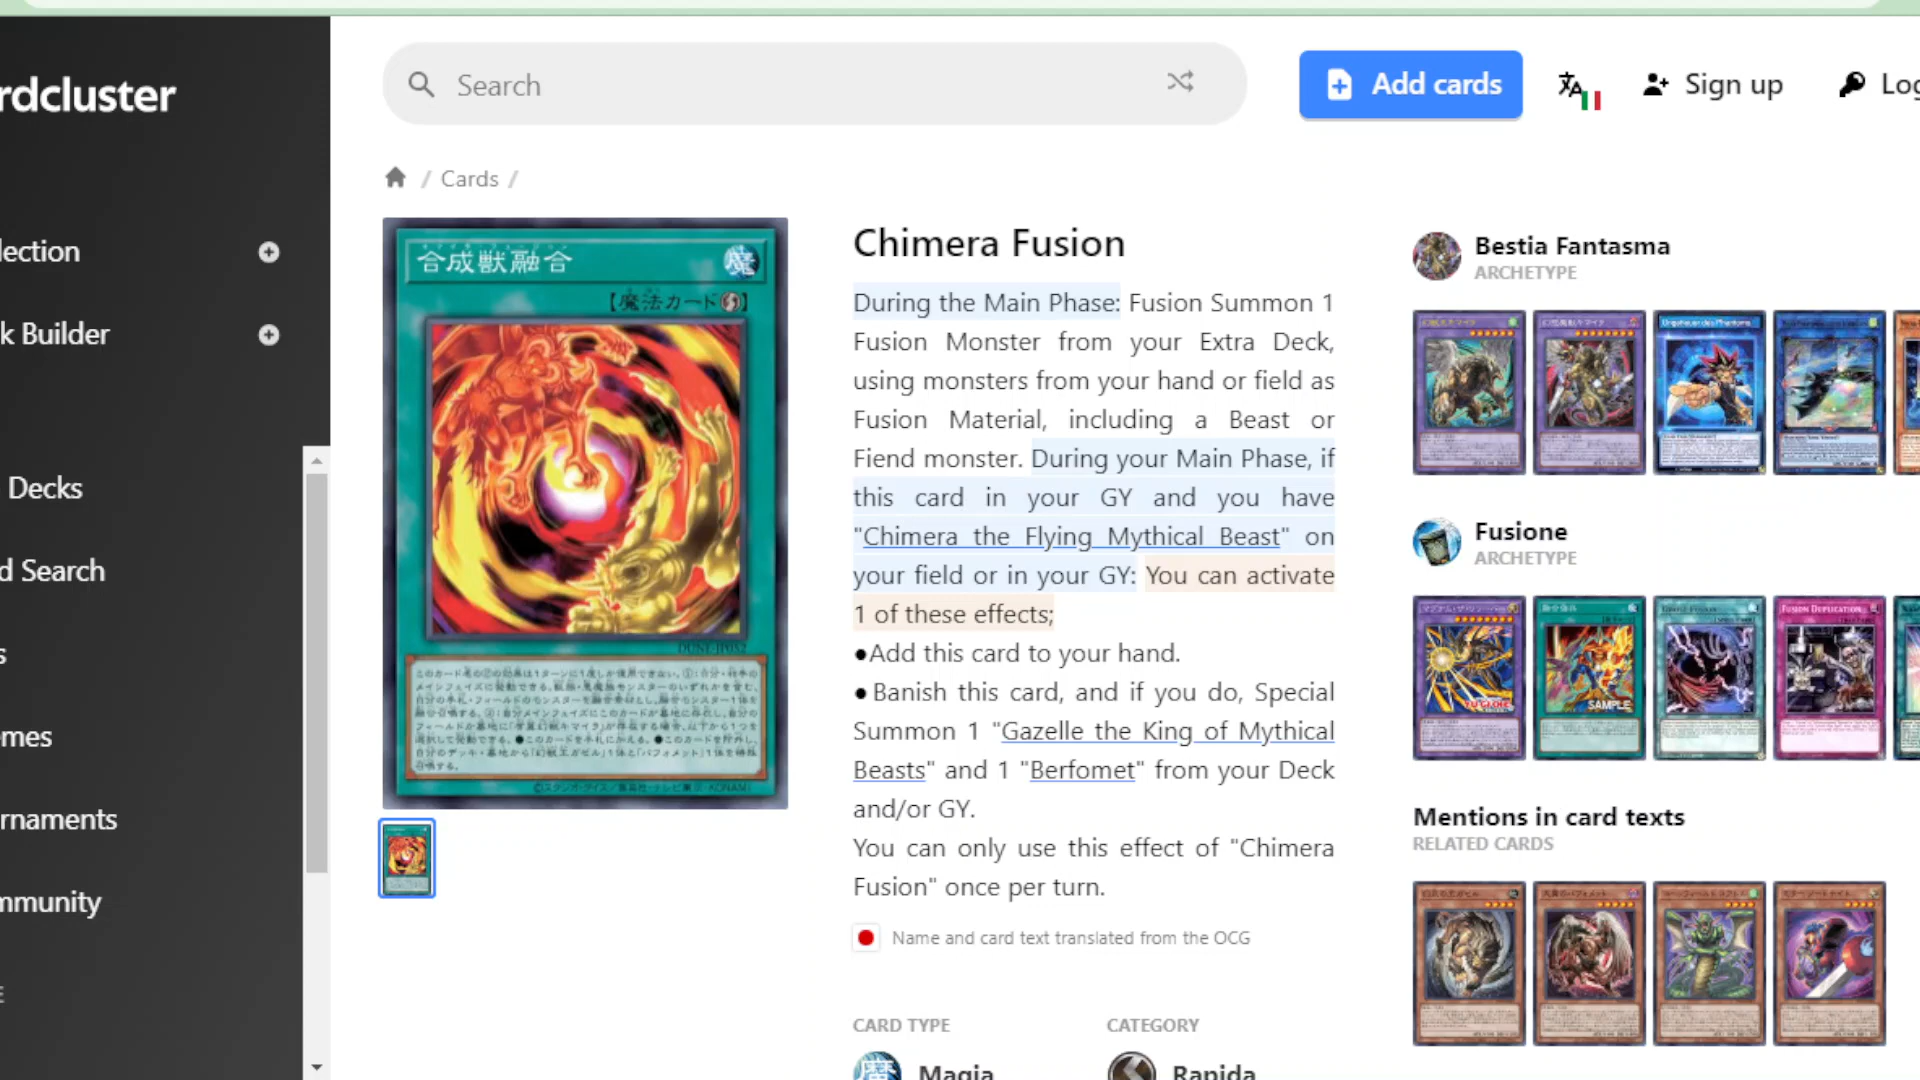 rdcluster
Search
Add cards
Sign up
Log
/ Cards /
lection
k Builder
Decks
d Search
s
emes
rnaments
mmunity
E
合成獣融合
魔
【魔法カード】
DUNE-JP052
Chimera Fusion
During the Main Phase: Fusion Summon 1
Fusion Monster from your Extra Deck,
using monsters from your hand or field as
Fusion Material, including a Beast or
Fiend monster. During your Main Phase, if
this card in your GY and you have
"Chimera the Flying Mythical Beast" on
your field or in your GY: You can activate
1 of these effects;
●Add this card to your hand.
●Banish this card, and if you do, Special
Summon 1 "Gazelle the King of Mythical
Beasts" and 1 "Berfomet" from your Deck
and/or GY.
You can only use this effect of "Chimera
Fusion" once per turn.
Name and card text translated from the OCG
CARD TYPE
Magia
CATEGORY
Rapida
Bestia Fantasma
ARCHETYPE
Fusione
ARCHETYPE
FUSION DUPLICATION
SAMPLE
Mentions in card texts
RELATED CARDS